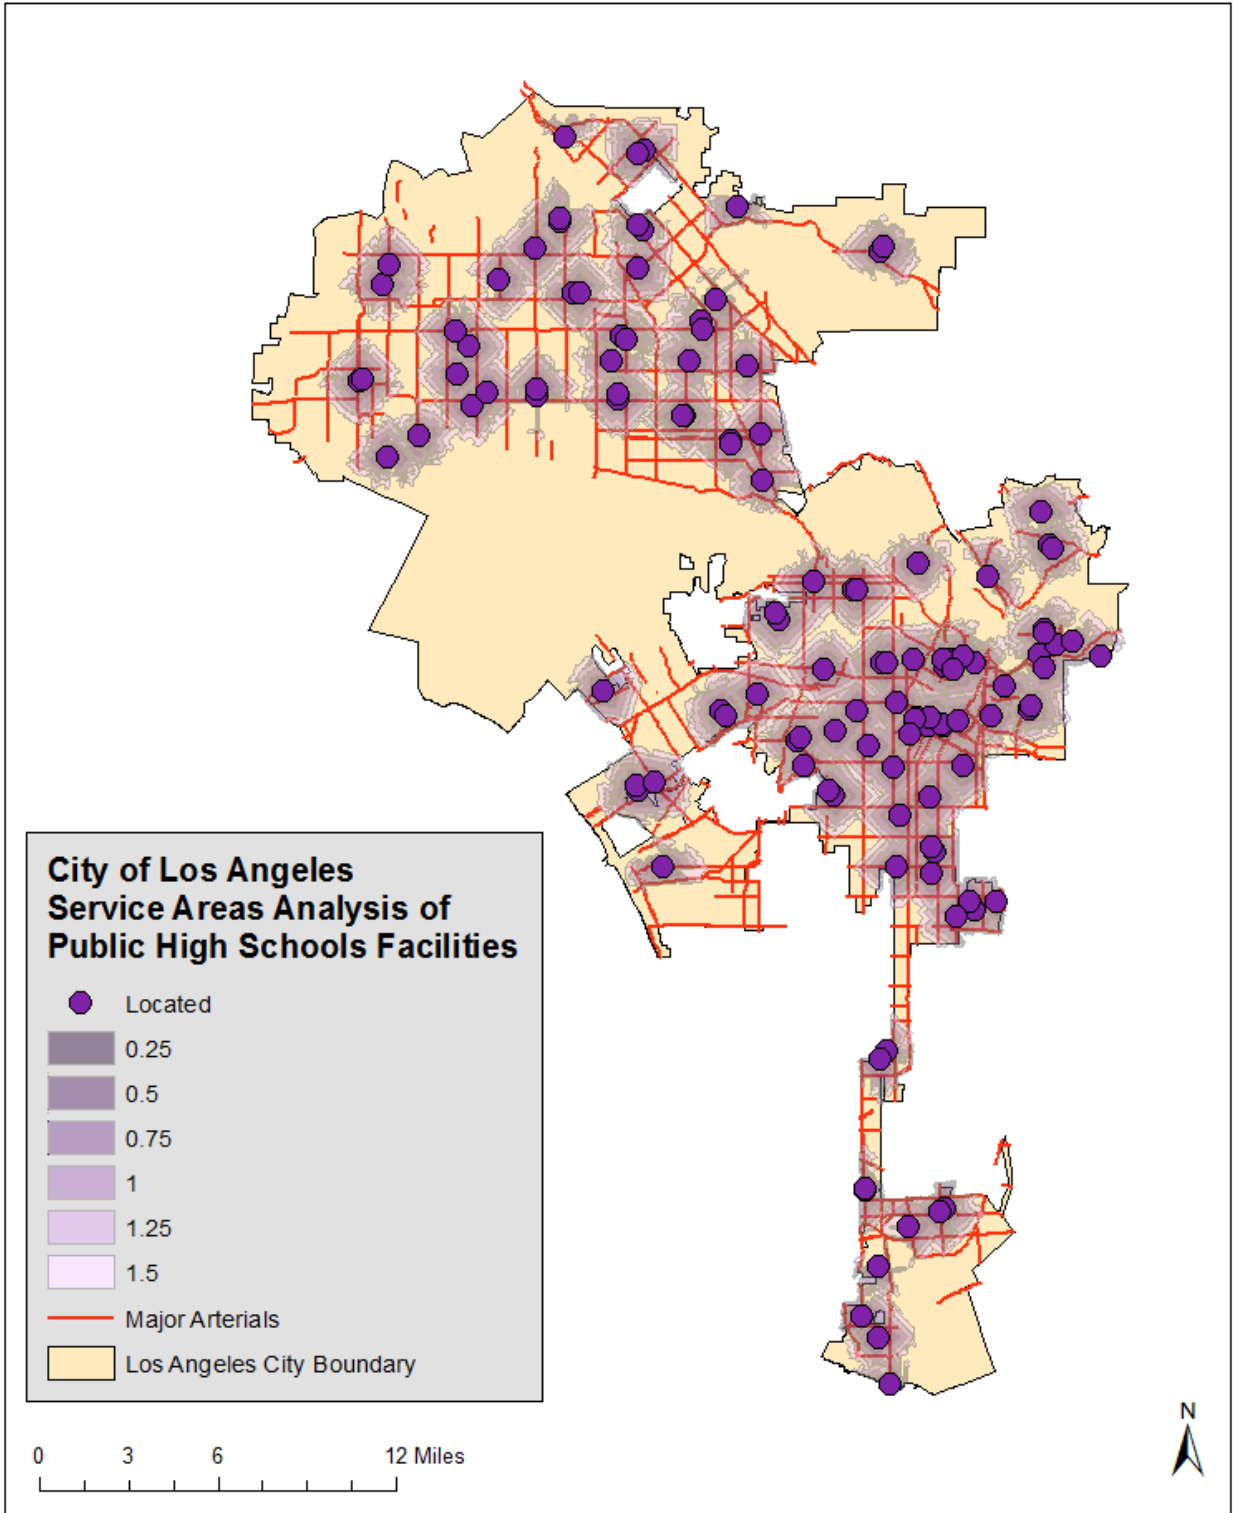 City of Los Angeles
Service Areas Analysis of
Public High Schools Facilities
Located
0.25
0.5
0.75
1
1.25
1.5
Major Arterials
Los Angeles City Boundary
0 3 6 12 Miles
N